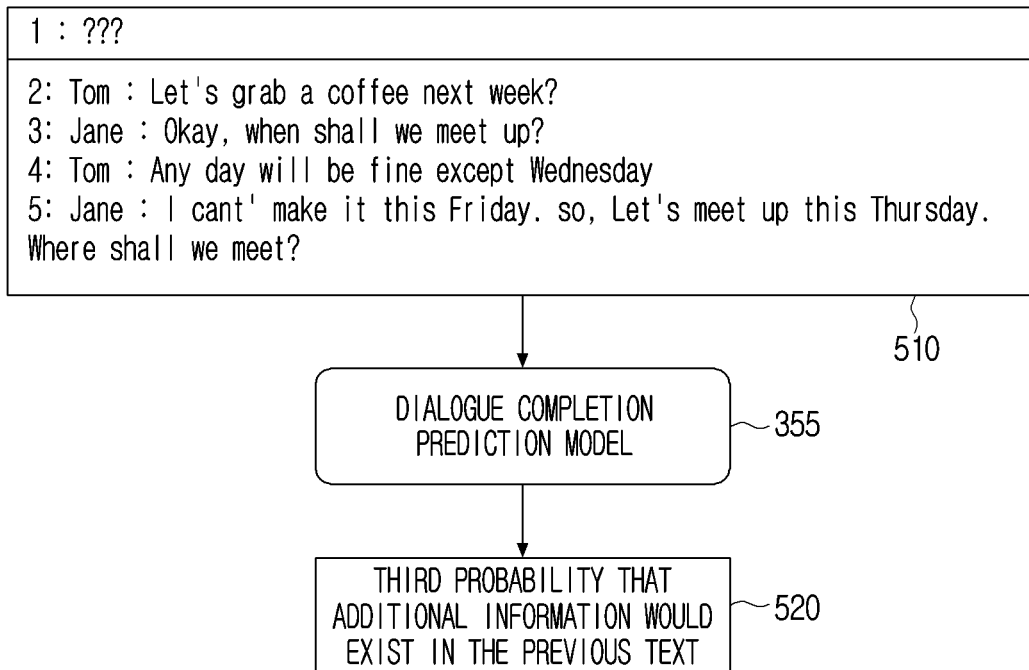 1 : ???
2: Tom : Let's grab a coffee next week?
3: Jane : Okay, when shall we meet up?
4: Tom : Any day will be fine except Wednesday
5: Jane : I cant' make it this Friday. so, Let's meet up this Thursday.
Where shall we meet?
510
DIALOGUE COMPLETION
PREDICTION MODEL
355
THIRD PROBABILITY THAT
ADDITIONAL INFORMATION WOULD
EXIST IN THE PREVIOUS TEXT
520